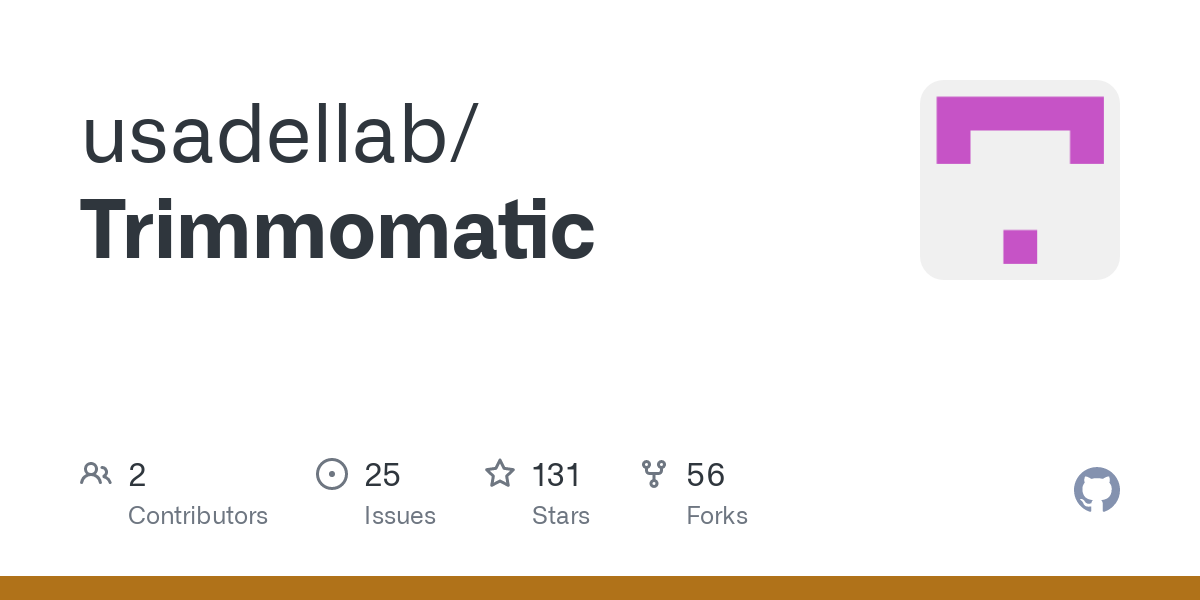 usadellab/
Trimmomatic
2
Contributors
25
Issues
131
Stars
56
Forks